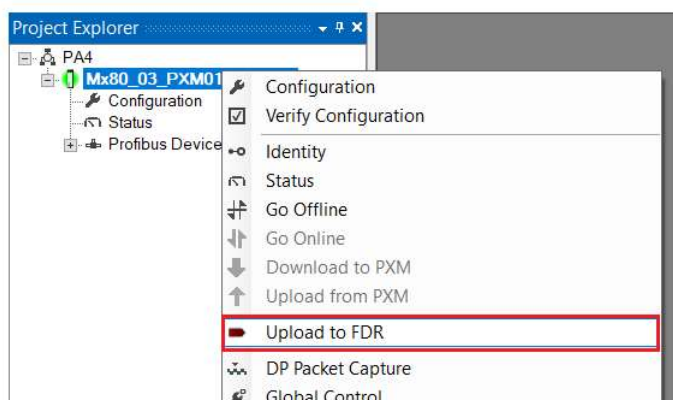 Project Explorer
PA4
Mx80_03_PXM01
Configuration
Status
Profibus Device
Configuration
Verify Configuration
Identity
Status
Go Offline
Go Online
Download to PXM
Upload from PXM
Upload to FDR
DP Packet Capture
Global Control